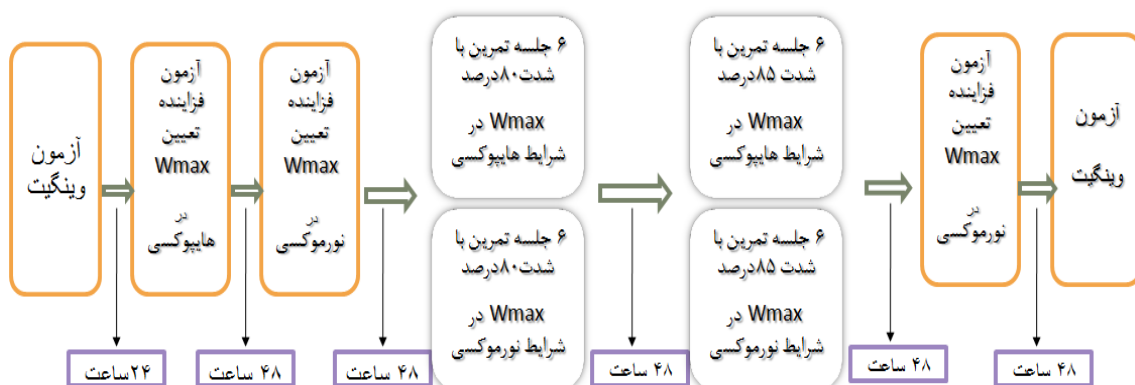 آزمون
وینگیت
آزمون
فزاینده
تعیین
Wmax
در
هایپوکسی
آزمون
فزاینده
تعیین
Wmax
در
نورموکسی
۶ جلسه تمرین با
شدت۸۰درصد
Wmax در
شرایط هایپوکسی
۶ جلسه تمرین با
شدت۸۰درصد
Wmax در
شرایط نورموکسی
۶ جلسه تمرین با
شدت ۸۵درصد
Wmax در
شرایط هایپوکسی
۶ جلسه تمرین با
شدت ۸۵درصد
Wmax در
شرایط نورموکسی
آزمون
فزاینده
تعیین
Wmax
در
نورموکسی
آزمون
وینگیت
۲۴ساعت
۴۸ ساعت
۴۸ ساعت
۴۸ ساعت
۴۸ ساعت
۴۸ ساعت